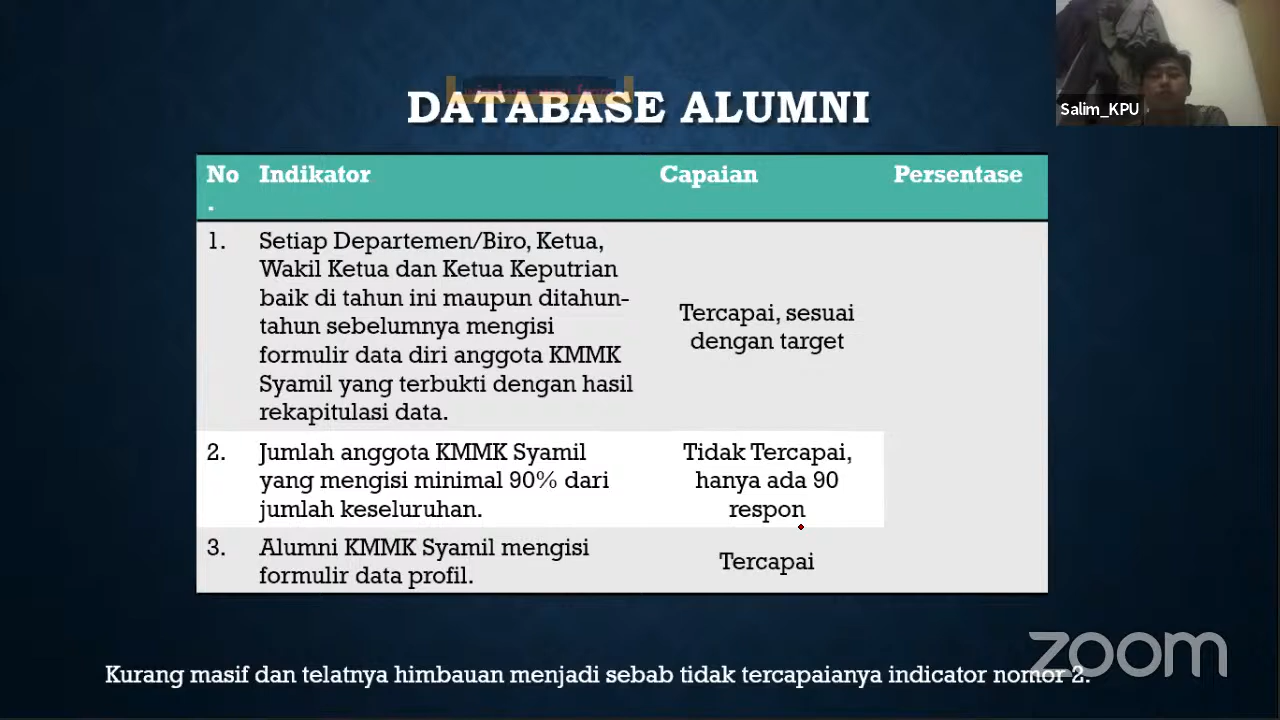 DATABASE ALUMNI
Salim_KPU
No
.
Indikator
Capaian
Persentase
1.
Setiap Departemen/Biro, Ketua,
Wakil Ketua dan Ketua Keputrian
baik di tahun ini maupun ditahun-
tahun sebelumnya mengisi
formulir data diri anggota KMMK
Syamil yang terbukti dengan hasil
rekapitulasi data.
Tercapai, sesuai
dengan target
2.
Jumlah anggota KMMK Syamil
yang mengisi minimal 90% dari
jumlah keseluruhan.
Tidak Tercapai,
hanya ada 90
respon
3.
Alumni KMMK Syamil mengisi
formulir data profil.
Tercapai
zoom
Kurang masif dan telatnya himbauan menjadi sebab tidak tercapaianya indicator nomor 2.